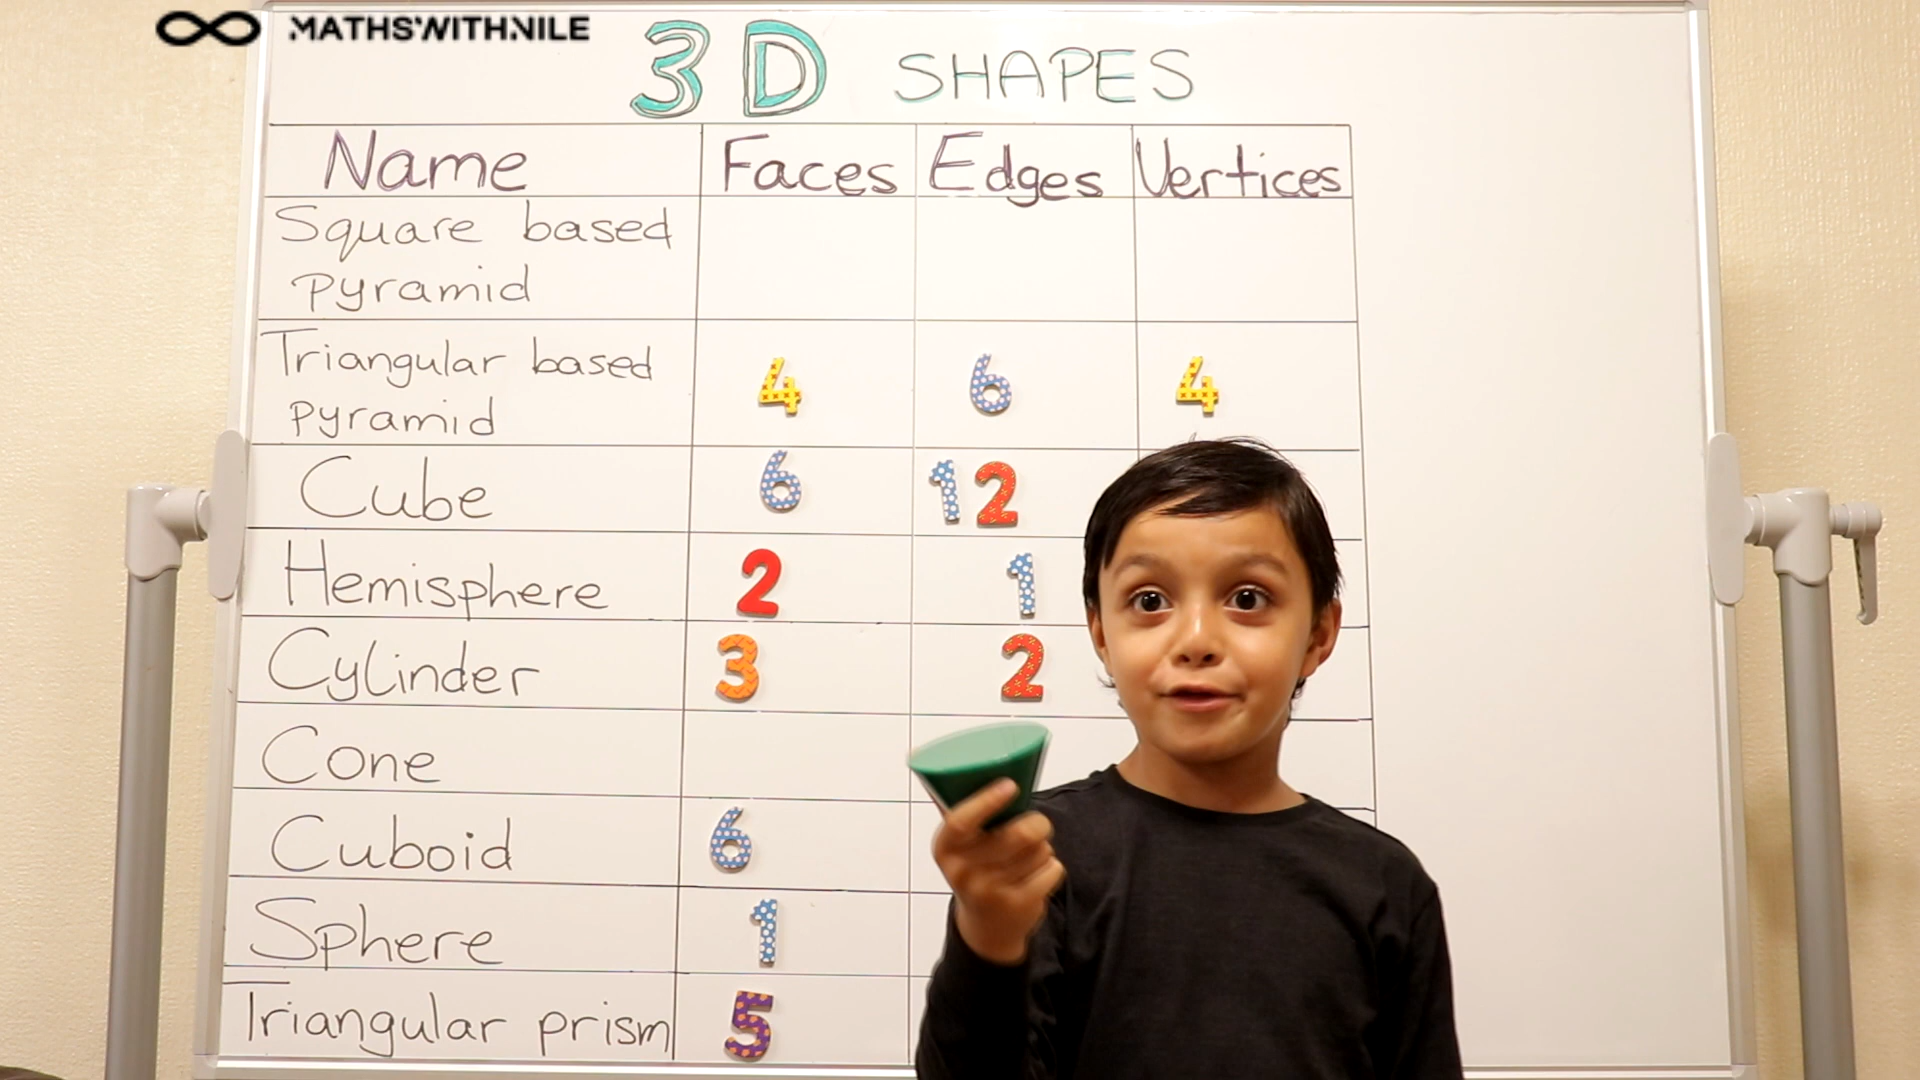 MATHSWITHNILE
3D SHAPES
Name Faces Edges Vertices
Square based
pyramid
Triangular based
pyramid
4 6 4
Cube 6 12
Hemisphere 2 1
Cylinder 3 2
Cone
Cuboid 6
Sphere 1
Triangular prism 5